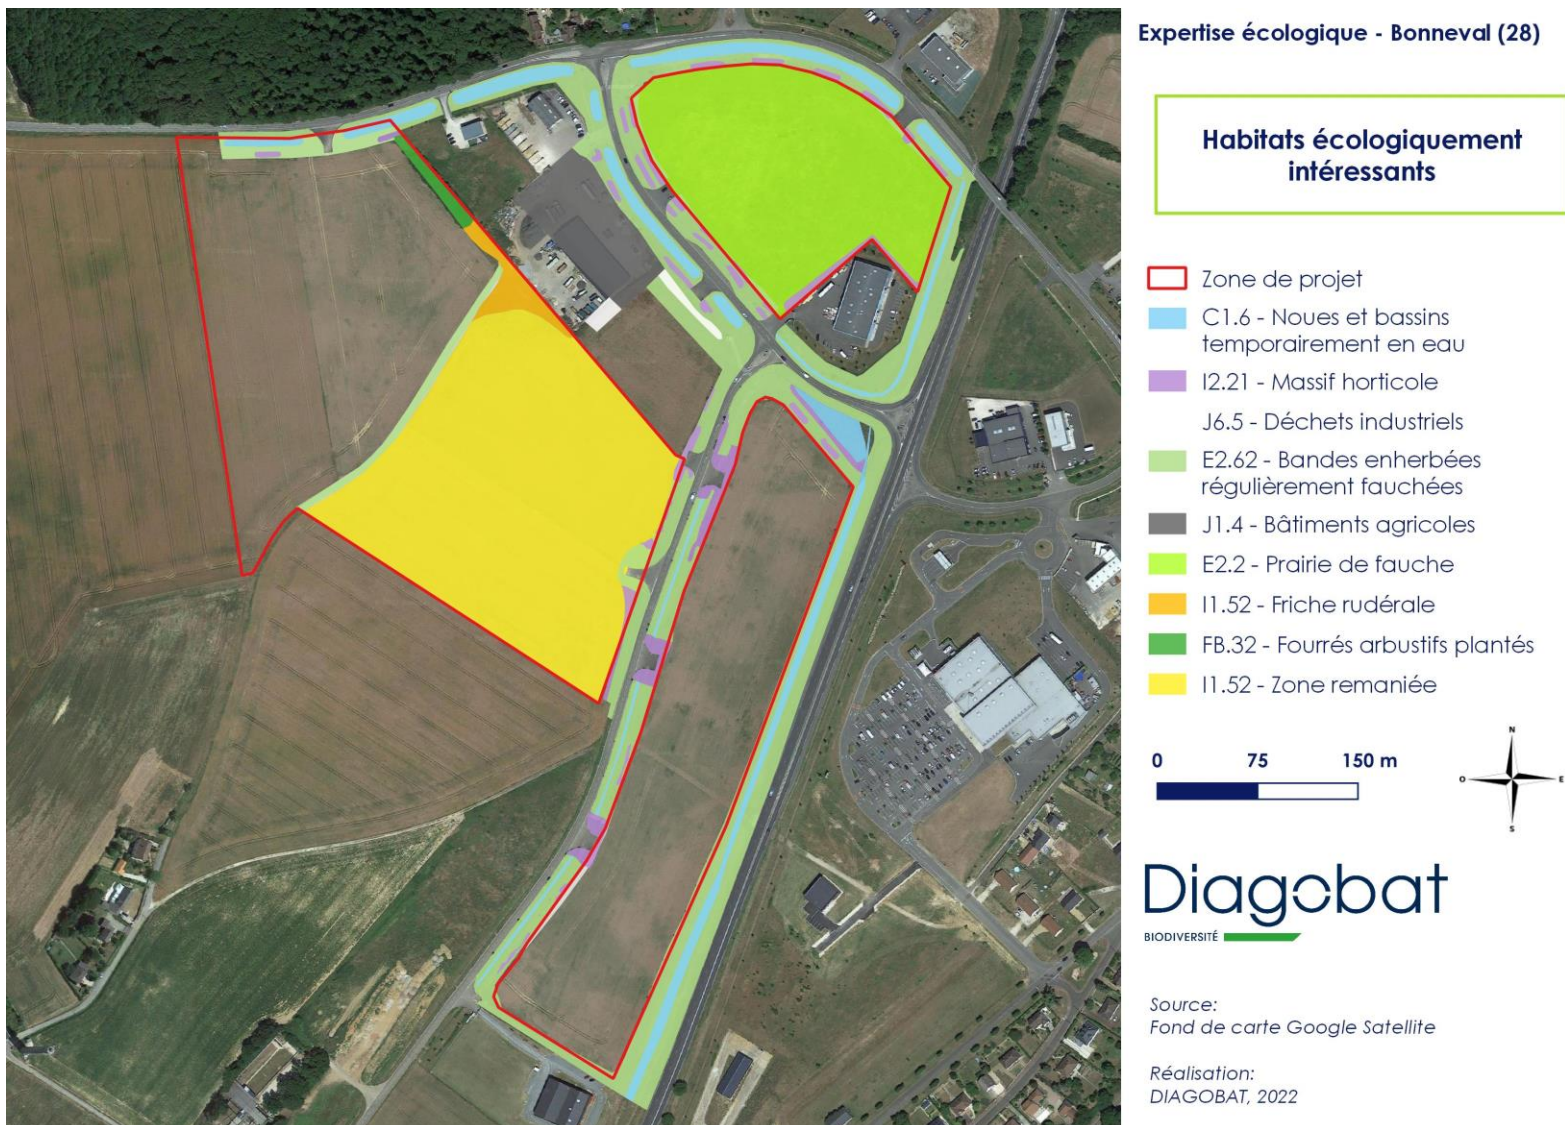 Expertise écologique - Bonneval (28)
Habitats écologiquement
intéressants
Zone de projet
C1.6 - Noues et bassins
temporairement en eau
I2.21 - Massif horticole
J6.5 - Déchets industriels
E2.62 - Bandes enherbées
régulièrement fauchées
J1.4 - Bâtiments agricoles
E2.2 - Prairie de fauche
I1.52 - Friche rudérale
FB.32 - Fourrés arbustifs plantés
I1.52 - Zone remaniée
0 75 150 m
N
O E
S
Diagobat
BIODIVERSITÉ
Source:
Fond de carte Google Satellite
Réalisation:
DIAGOBAT, 2022